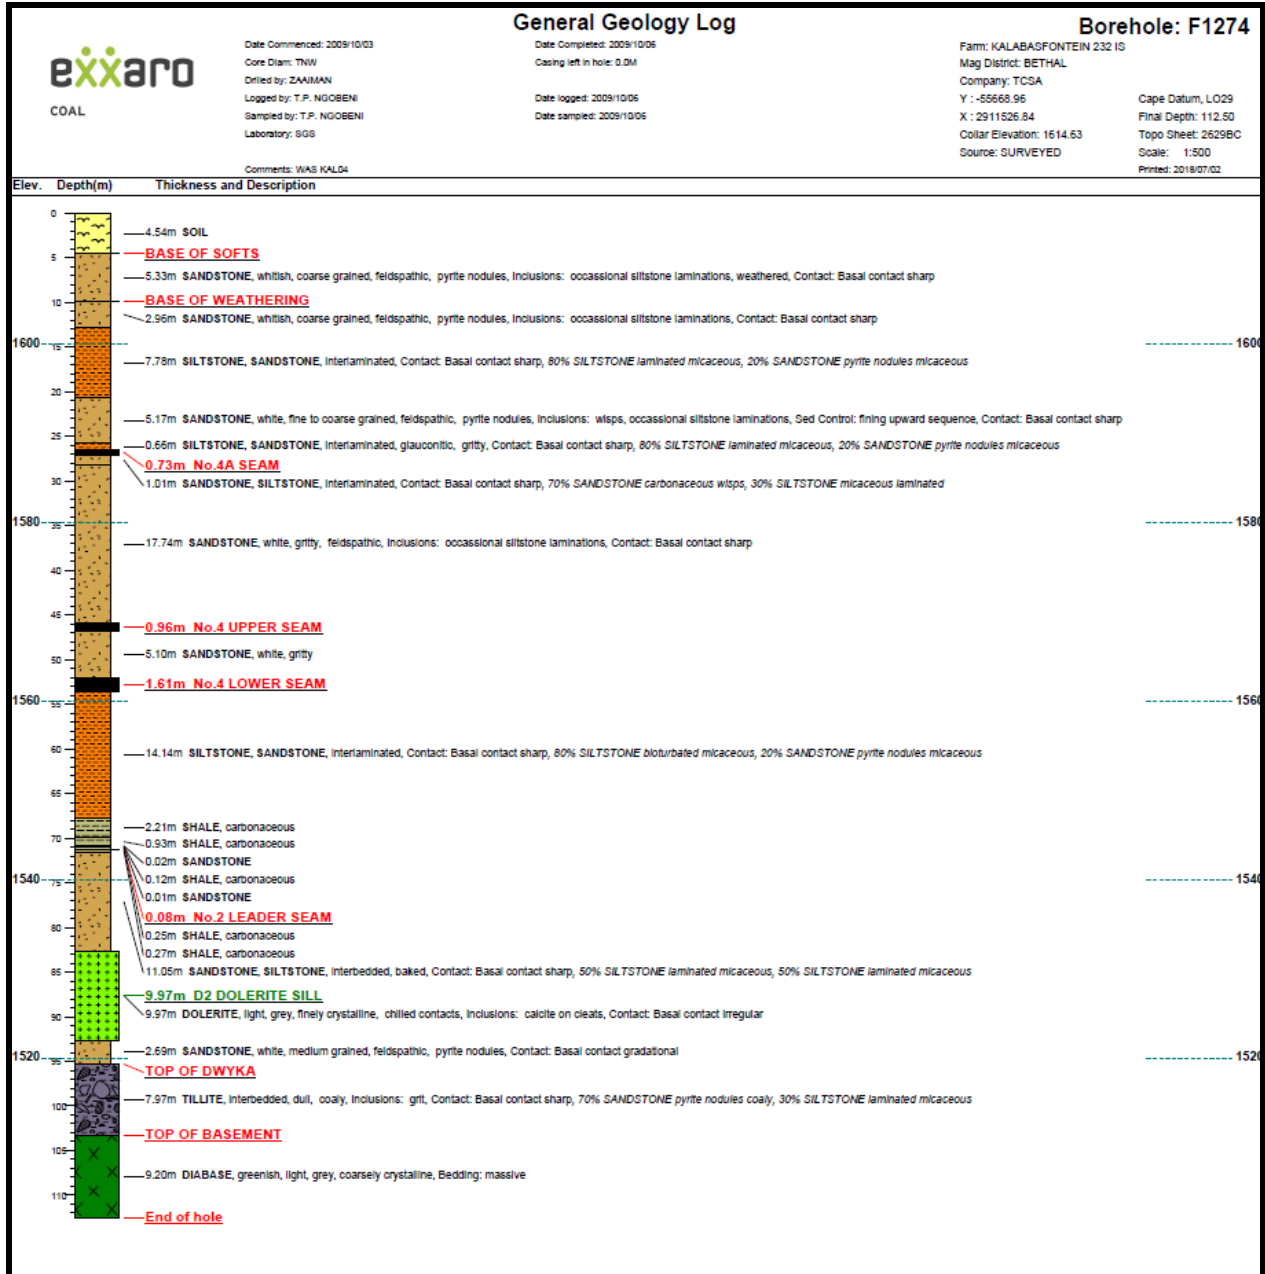 General Geology Log
Borehole: F1274
exxaro
COAL
Date Commenced: 2009/10/03
Core Diam: TNW
Drilled by: ZAAIMAN
Logged by: T.P. NGOBENI
Sampled by: T.P. NGOBENI
Laboratory: SGS
Comments: WAS KAL04
Date Completed: 2009/10/06
Casing left in hole: 0.0M
Date logged: 2009/10/06
Date sampled: 2009/10/06
Farm: KALABASFONTEIN 232 IS
Mag District: BETHAL
Company: TCSA
Y : -55668.96
X : 2911526.84
Collar Elevation: 1614.63
Source: SURVEYED
Cape Datum, LO29
Final Depth: 112.50
Topo Sheet: 2629BC
Scale: 1:500
Printed: 2018/07/02
Elev. Depth(m) Thickness and Description
0
4.54m SOIL
BASE OF SOFTS
5
5.33m SANDSTONE, whitish, coarse grained, feldspathic, pyrite nodules, Inclusions: occassional siltstone laminations, weathered, Contact: Basal contact sharp
10 BASE OF WEATHERING
2.96m SANDSTONE, whitish, coarse grained, feldspathic, pyrite nodules, Inclusions: occassional siltstone laminations, Contact: Basal contact sharp
1600 15 1600
7.78m SILTSTONE, SANDSTONE, Interlaminated, Contact: Basal contact sharp, 80% SILTSTONE laminated micaceous, 20% SANDSTONE pyrite nodules micaceous
20
5.17m SANDSTONE, white, fine to coarse grained, feldspathic, pyrite nodules, Inclusions: wisps, occassional siltstone laminations, Sed Control: fining upward sequence, Contact: Basal contact sharp
25
0.66m SILTSTONE, SANDSTONE, Interlaminated, glauconitic, gritty, Contact: Basal contact sharp, 80% SILTSTONE laminated micaceous, 20% SANDSTONE pyrite nodules micaceous
0.73m No.4A SEAM
30 1.01m SANDSTONE, SILTSTONE, Interlaminated, Contact: Basal contact sharp, 70% SANDSTONE carbonaceous wisps, 30% SILTSTONE micaceous laminated
1580 35 1580
17.74m SANDSTONE, white, gritty, feldspathic, Inclusions: occassional siltstone laminations, Contact: Basal contact sharp
40
45
0.96m No.4 UPPER SEAM
50 5.10m SANDSTONE, white, gritty
1.61m No.4 LOWER SEAM
1560 55 1560
60 14.14m SILTSTONE, SANDSTONE, Interlaminated, Contact: Basal contact sharp, 80% SILTSTONE bioturbated micaceous, 20% SANDSTONE pyrite nodules micaceous
65
2.21m SHALE, carbonaceous
70 0.93m SHALE, carbonaceous
0.02m SANDSTONE
1540 75 0.12m SHALE, carbonaceous 1540
0.01m SANDSTONE
0.08m No.2 LEADER SEAM
80 0.25m SHALE, carbonaceous
0.27m SHALE, carbonaceous
85 11.05m SANDSTONE, SILTSTONE, Interbedded, baked, Contact: Basal contact sharp, 50% SILTSTONE laminated micaceous, 50% SILTSTONE laminated micaceous
9.97m D2 DOLERITE SILL
90 9.97m DOLERITE, light, grey, finely crystalline, chilled contacts, Inclusions: calcite on cleats, Contact: Basal contact irregular
2.69m SANDSTONE, white, medium grained, feldspathic, pyrite nodules, Contact: Basal contact gradational
1520 95 1520
TOP OF DWYKA
100 7.97m TILLITE, Interbedded, dull, coaly, Inclusions: grit, Contact: Basal contact sharp, 70% SANDSTONE pyrite nodules coaly, 30% SILTSTONE laminated micaceous
TOP OF BASEMENT
105
9.20m DIABASE, greenish, light, grey, coarsely crystalline, Bedding: massive
110
End of hole